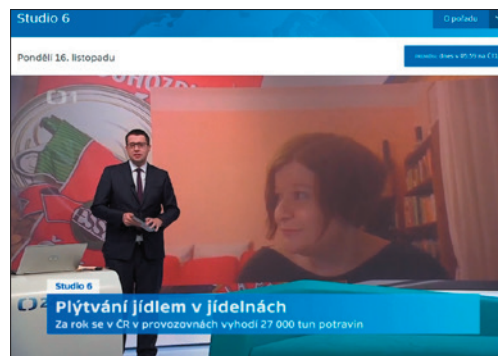 Studio 6
O pořadu
Pondělí 16. listopadu
Č1
Studio 6
Plýtvání jídlem v jídelnách
Za rok se v ČR v provozovnách vyhodí 27 000 tun potravin